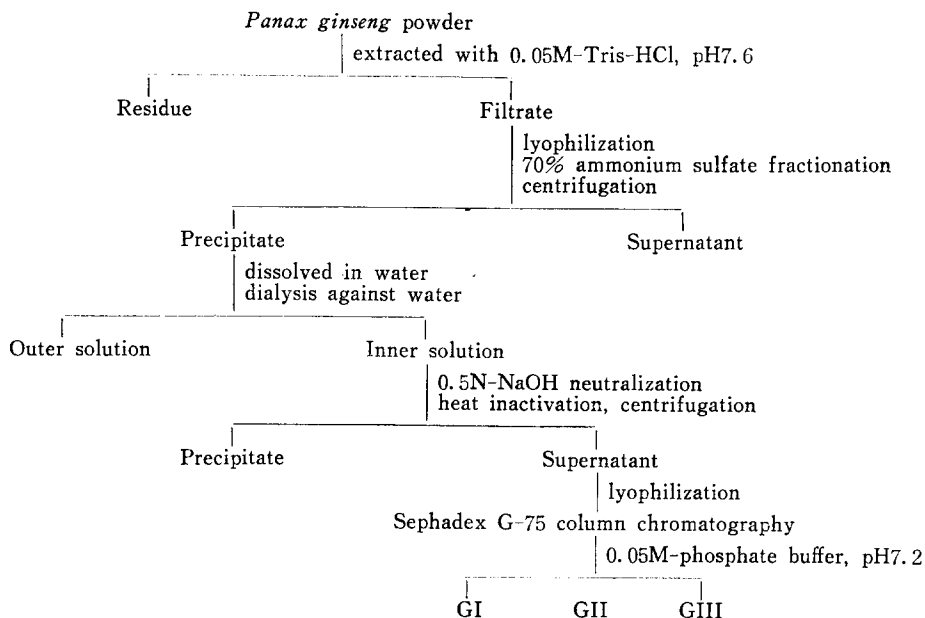 Panax ginseng powder
extracted with 0.05M-Tris-HCl, pH7.6
Residue
Filtrate
lyophilization
70% ammonium sulfate fractionation
centrifugation
Precipitate
Supernatant
dissolved in water
dialysis against water
Outer solution
Inner solution
0.5N-NaOH neutralization
heat inactivation, centrifugation
Precipitate
Supernatant
lyophilization
Sephadex G-75 column chromatography
0.05M-phosphate buffer, pH7.2
GI GII GIII